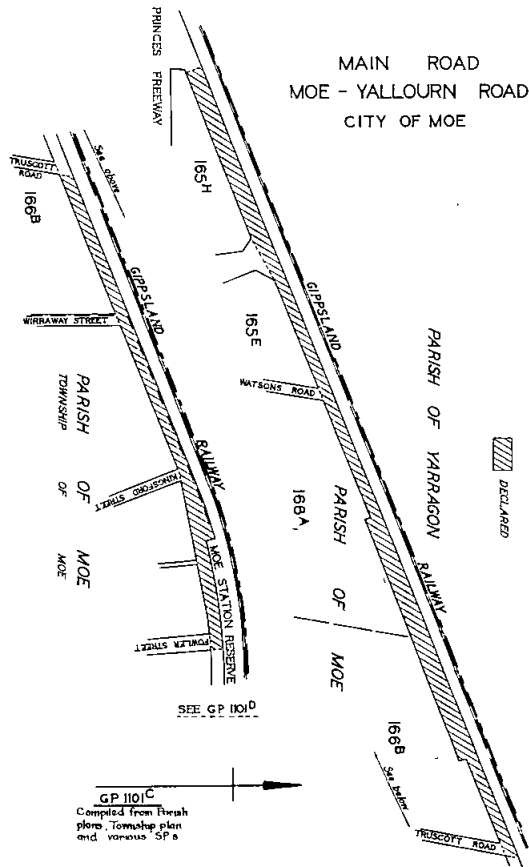 MAIN ROAD
MOE - YALLOURN ROAD
CITY OF MOE
PRINCES FREEWAY
165H
165E
WATSONS ROAD
GIPPSLAND
RAILWAY
PARISH OF YARRAGON
DECLARED
168A,
PARISH OF MOE
166B
See below
TRUSCOTT ROAD
TRUSCOTT
ROAD
See above
166B
GIPPSLAND
RAILWAY
WIRRAWAY STREET
PARISH OF MOE
TOWNSHIP OF MOE
KINGSFORD
STREET
MOE STATION RESERVE
FOWLER STREET
SEE GP 1101D
GP 1101C
Compiled from Parish
plans, Township plan
and various SPs